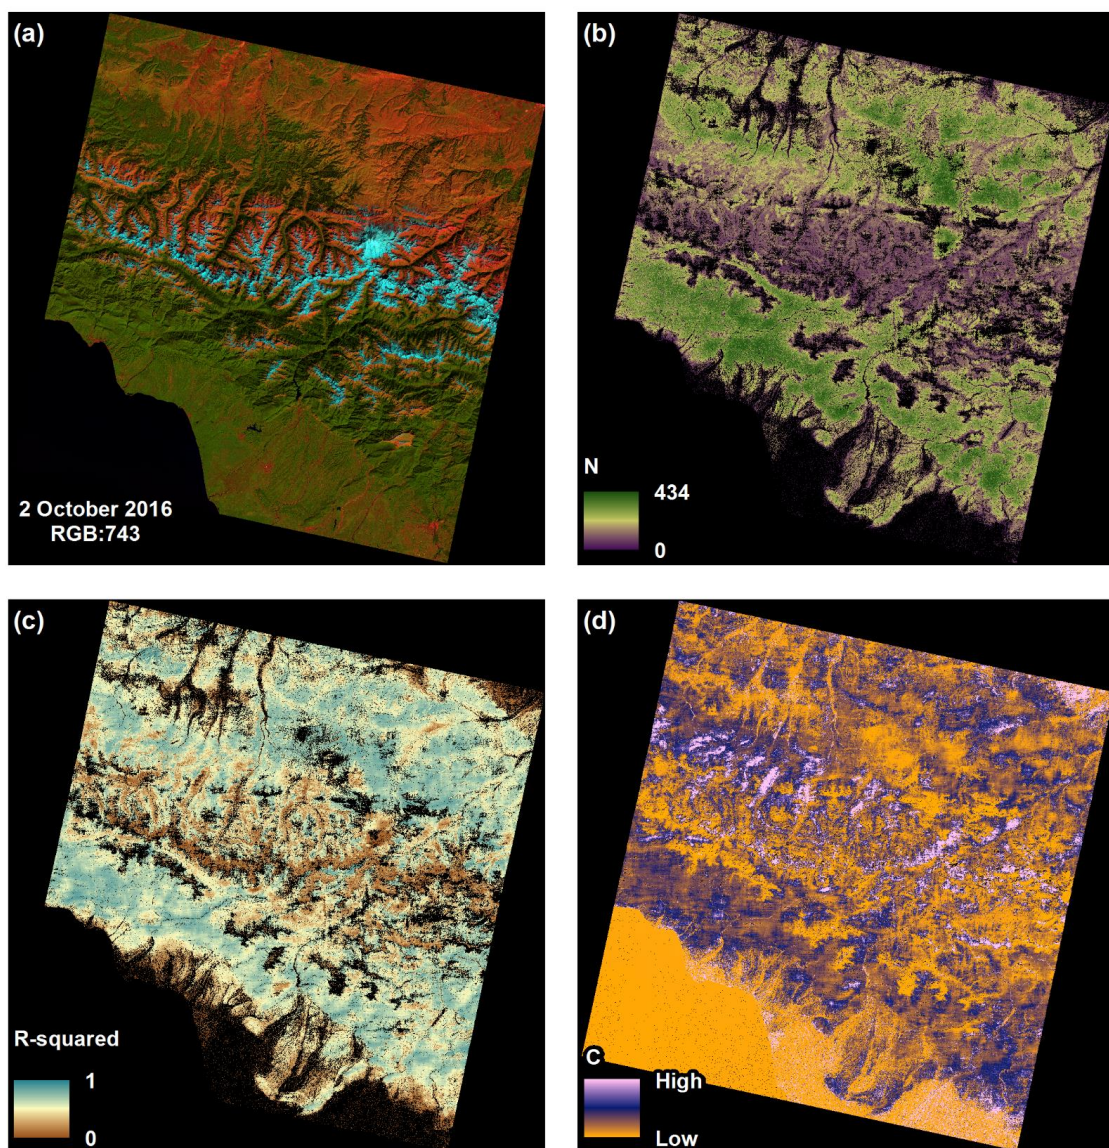 (a)
2 October 2016
RGB:743
(b)
N
434
0
(c)
R-squared
1
0
(d)
C
High
Low